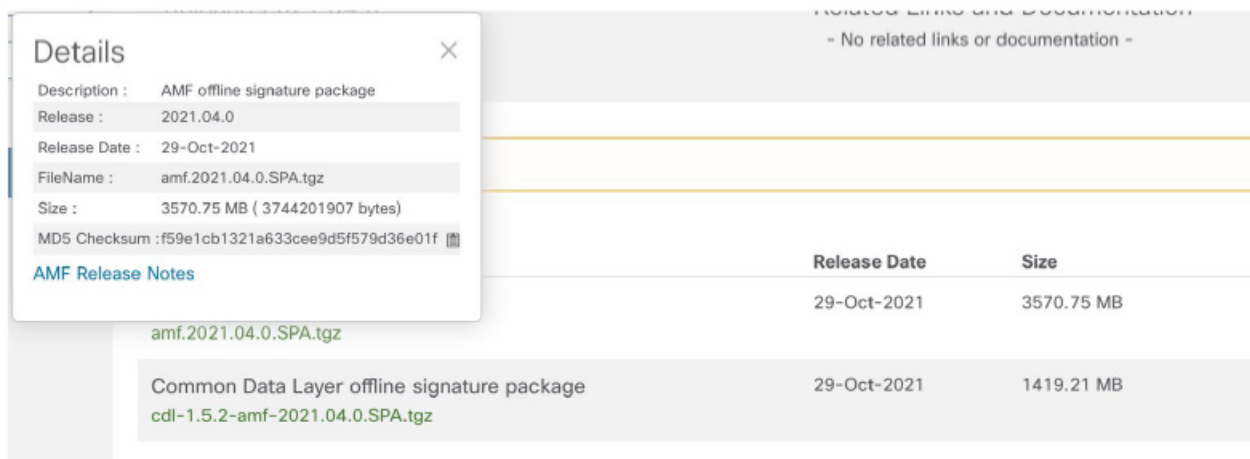 Related Links and Documentation
- No related links or documentation -
Details
Description : AMF offline signature package
Release : 2021.04.0
Release Date : 29-Oct-2021
FileName : amf.2021.04.0.SPA.tgz
Size : 3570.75 MB ( 3744201907 bytes)
MD5 Checksum :f59e1cb1321a633cee9d5f579d36e01f
AMF Release Notes
Release Date Size
29-Oct-2021 3570.75 MB
amf.2021.04.0.SPA.tgz
Common Data Layer offline signature package 29-Oct-2021 1419.21 MB
cdl-1.5.2-amf-2021.04.0.SPA.tgz